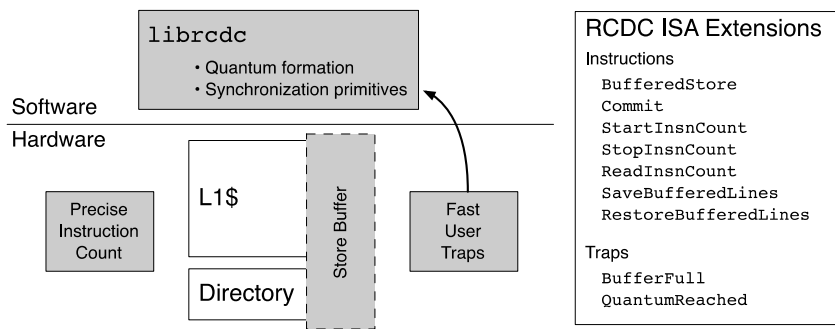 librcdc
• Quantum formation
• Synchronization primitives
Software
Hardware
L1$
Directory
Store Buffer
Precise
Instruction
Count
Fast
User
Traps
RCDC ISA Extensions
Instructions
BufferedStore
Commit
StartInsnCount
StopInsnCount
ReadInsnCount
SaveBufferedLines
RestoreBufferedLines
Traps
BufferFull
QuantumReached